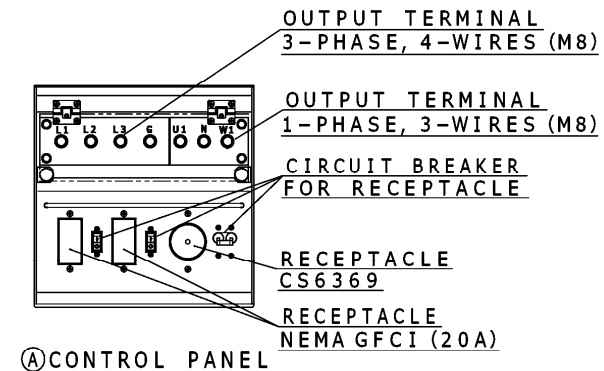 OUTPUT TERMINAL
3-PHASE, 4-WIRES (M8)
L1 L2 L3 G U1 N W1
OUTPUT TERMINAL
1-PHASE, 3-WIRES (M8)
CIRCUIT BREAKER
FOR RECEPTACLE
RECEPTACLE
CS6369
RECEPTACLE
NEMA GFCI (20A)
Ⓐ CONTROL PANEL